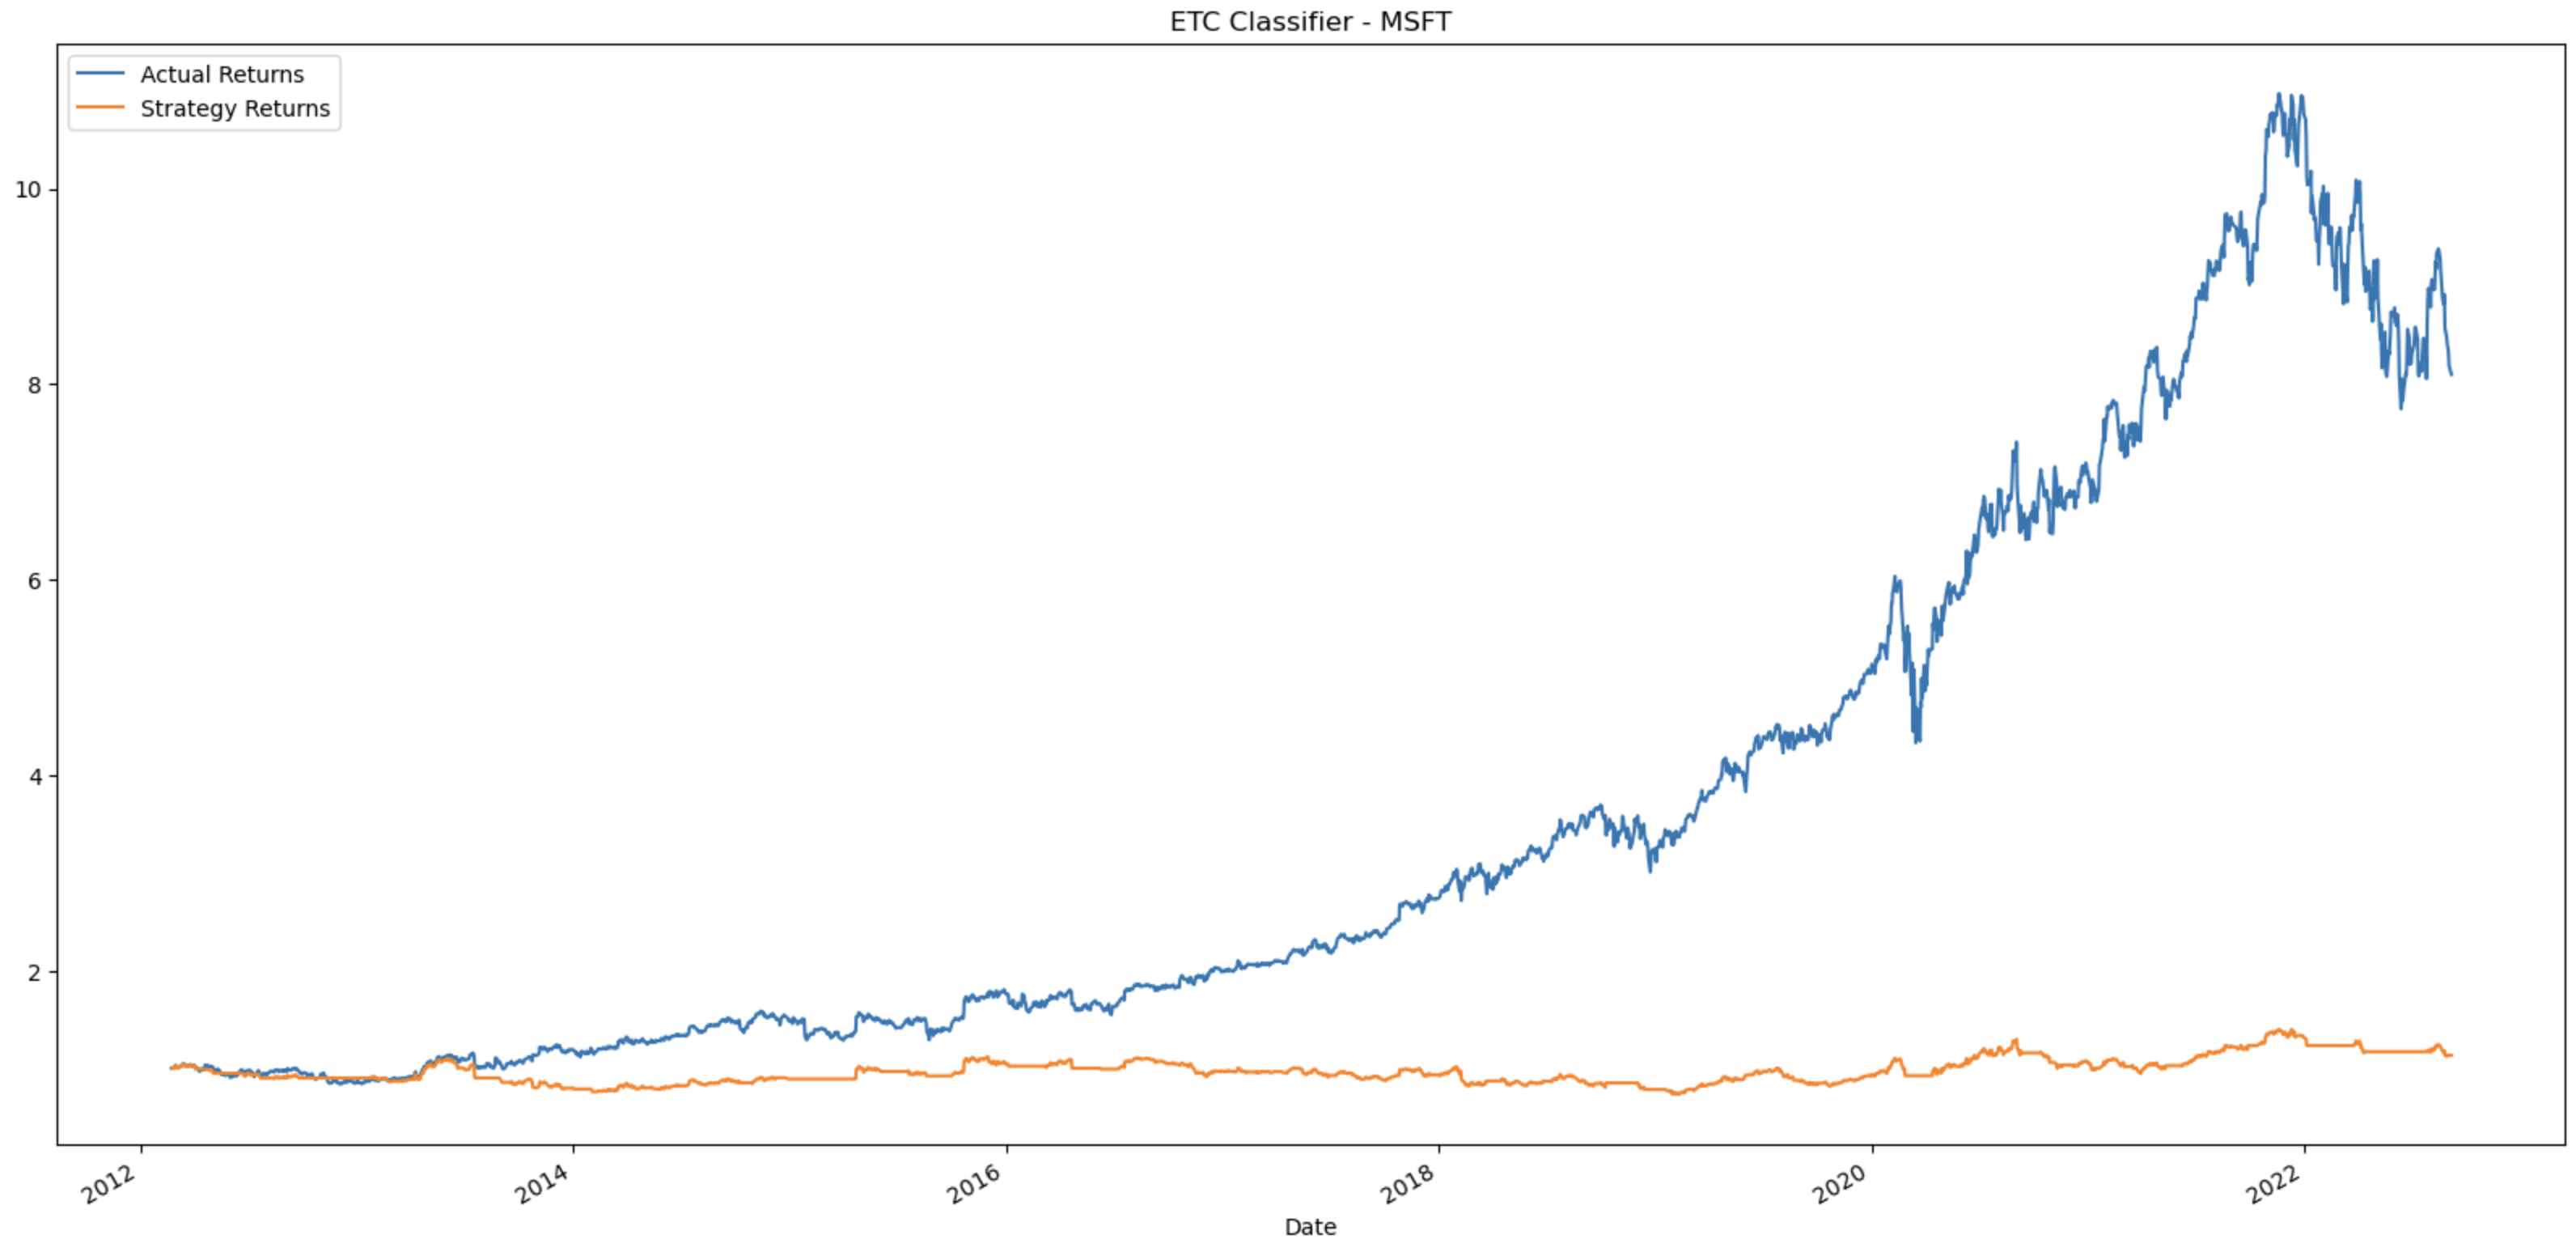 ETC Classifier - MSFT
Actual Returns
Strategy Returns
10
8
6
4
2
2012
2014
2016
2018
2020
2022
Date